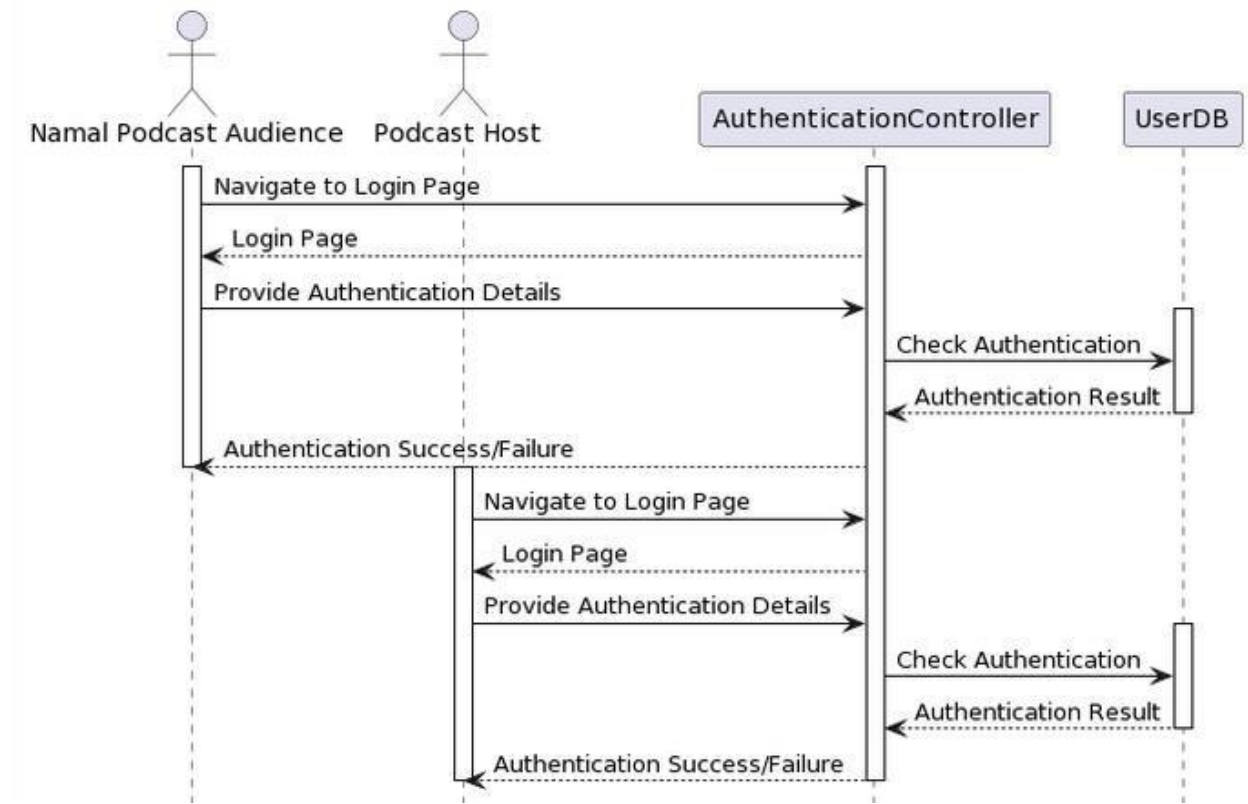 Namal Podcast Audience
Podcast Host
AuthenticationController
UserDB
Navigate to Login Page
Login Page
Provide Authentication Details
Check Authentication
Authentication Result
Authentication Success/Failure
Navigate to Login Page
Login Page
Provide Authentication Details
Check Authentication
Authentication Result
Authentication Success/Failure